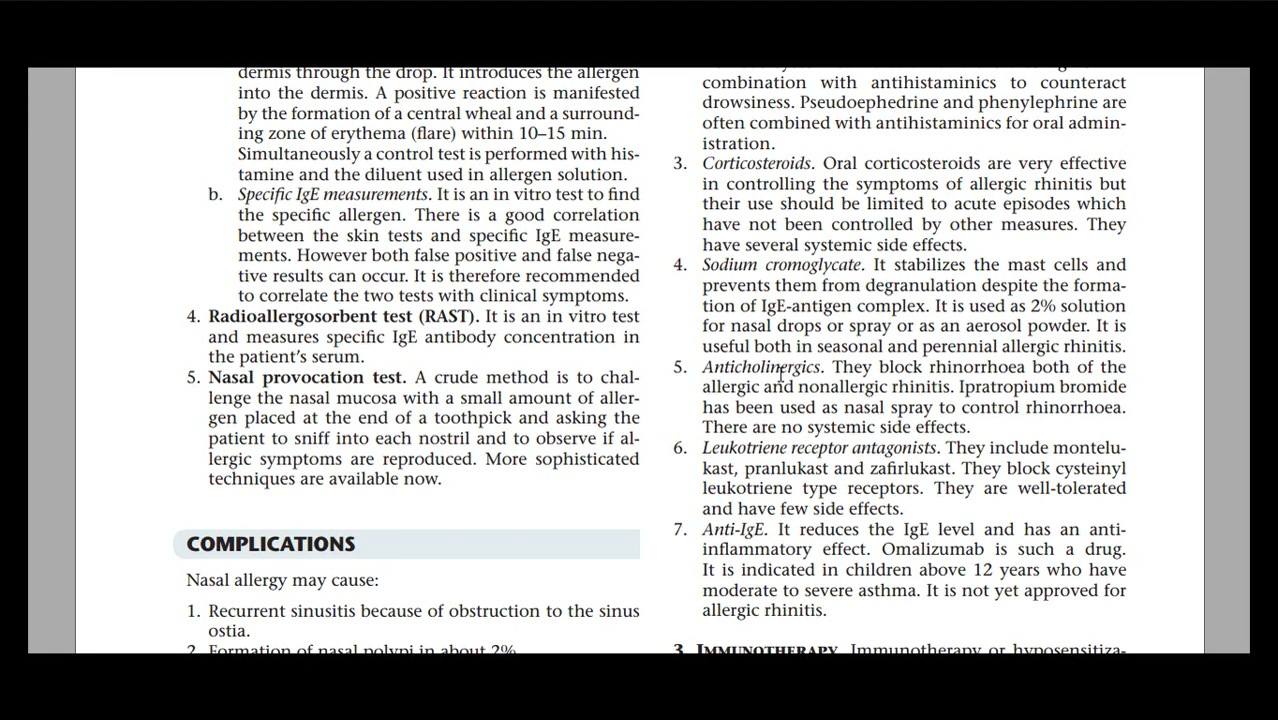 dermis through the drop. It introduces the allergen
into the dermis. A positive reaction is manifested
by the formation of a central wheal and a surround-
ing zone of erythema (flare) within 10–15 min.
Simultaneously a control test is performed with his-
tamine and the diluent used in allergen solution.
b. Specific IgE measurements. It is an in vitro test to find
the specific allergen. There is a good correlation
between the skin tests and specific IgE measure-
ments. However both false positive and false nega-
tive results can occur. It is therefore recommended
to correlate the two tests with clinical symptoms.
4. Radioallergosorbent test (RAST). It is an in vitro test
and measures specific IgE antibody concentration in
the patient’s serum.
5. Nasal provocation test. A crude method is to chal-
lenge the nasal mucosa with a small amount of aller-
gen placed at the end of a toothpick and asking the
patient to sniff into each nostril and to observe if al-
lergic symptoms are reproduced. More sophisticated
techniques are available now.
COMPLICATIONS
Nasal allergy may cause:
1. Recurrent sinusitis because of obstruction to the sinus
ostia.
2. Formation of nasal polypi in about 2%
combination with antihistaminics to counteract
drowsiness. Pseudoephedrine and phenylephrine are
often combined with antihistaminics for oral admin-
istration.
3. Corticosteroids. Oral corticosteroids are very effective
in controlling the symptoms of allergic rhinitis but
their use should be limited to acute episodes which
have not been controlled by other measures. They
have several systemic side effects.
4. Sodium cromoglycate. It stabilizes the mast cells and
prevents them from degranulation despite the forma-
tion of IgE-antigen complex. It is used as 2% solution
for nasal drops or spray or as an aerosol powder. It is
useful both in seasonal and perennial allergic rhinitis.
5. Anticholinergics. They block rhinorrhoea both of the
allergic and nonallergic rhinitis. Ipratropium bromide
has been used as nasal spray to control rhinorrhoea.
There are no systemic side effects.
6. Leukotriene receptor antagonists. They include montelu-
kast, pranlukast and zafirlukast. They block cysteinyl
leukotriene type receptors. They are well-tolerated
and have few side effects.
7. Anti-IgE. It reduces the IgE level and has an anti-
inflammatory effect. Omalizumab is such a drug.
It is indicated in children above 12 years who have
moderate to severe asthma. It is not yet approved for
allergic rhinitis.
3. IMMUNOTHERAPY. Immunotherapy or hyposensitiza-